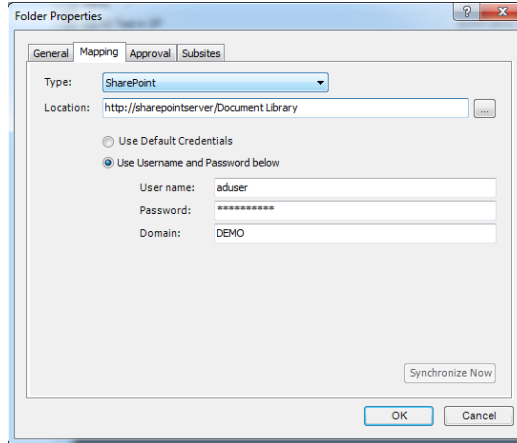 Folder Properties
? X
General Mapping Approval Subsites
Type: SharePoint
Location: http://sharepointserver/Document Library ...
Use Default Credentials
Use Username and Password below
User name: aduser
Password: **********
Domain: DEMO
Synchronize Now
OK Cancel